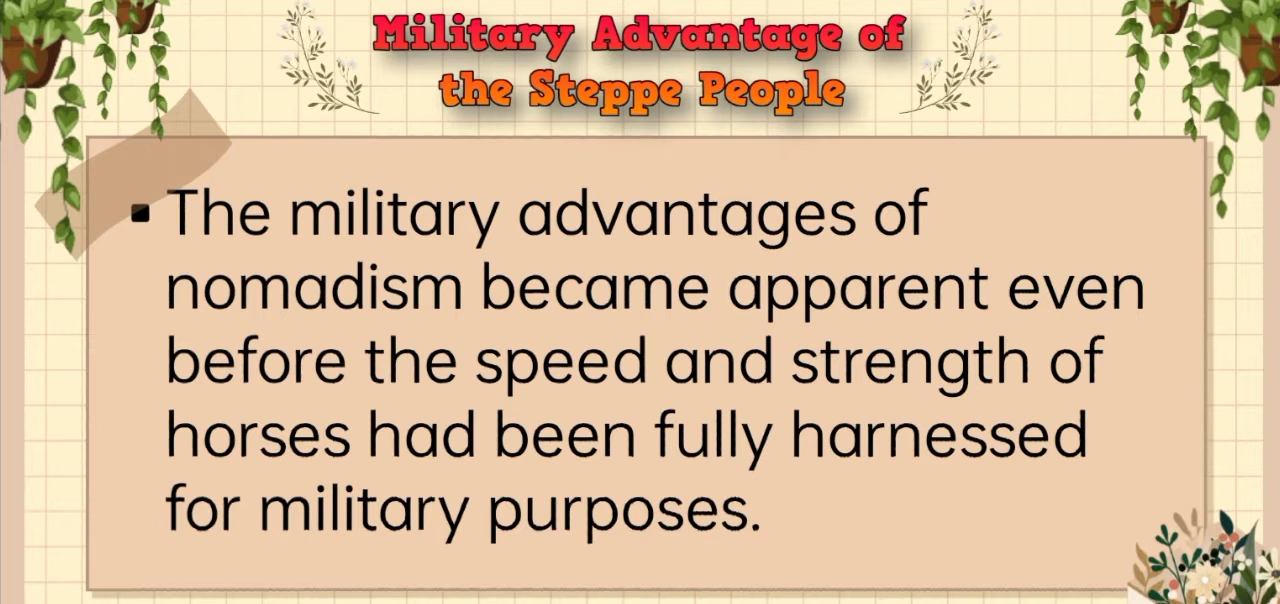 Military Advantage of
the Steppe People
▪ The military advantages of
nomadism became apparent even
before the speed and strength of
horses had been fully harnessed
for military purposes.